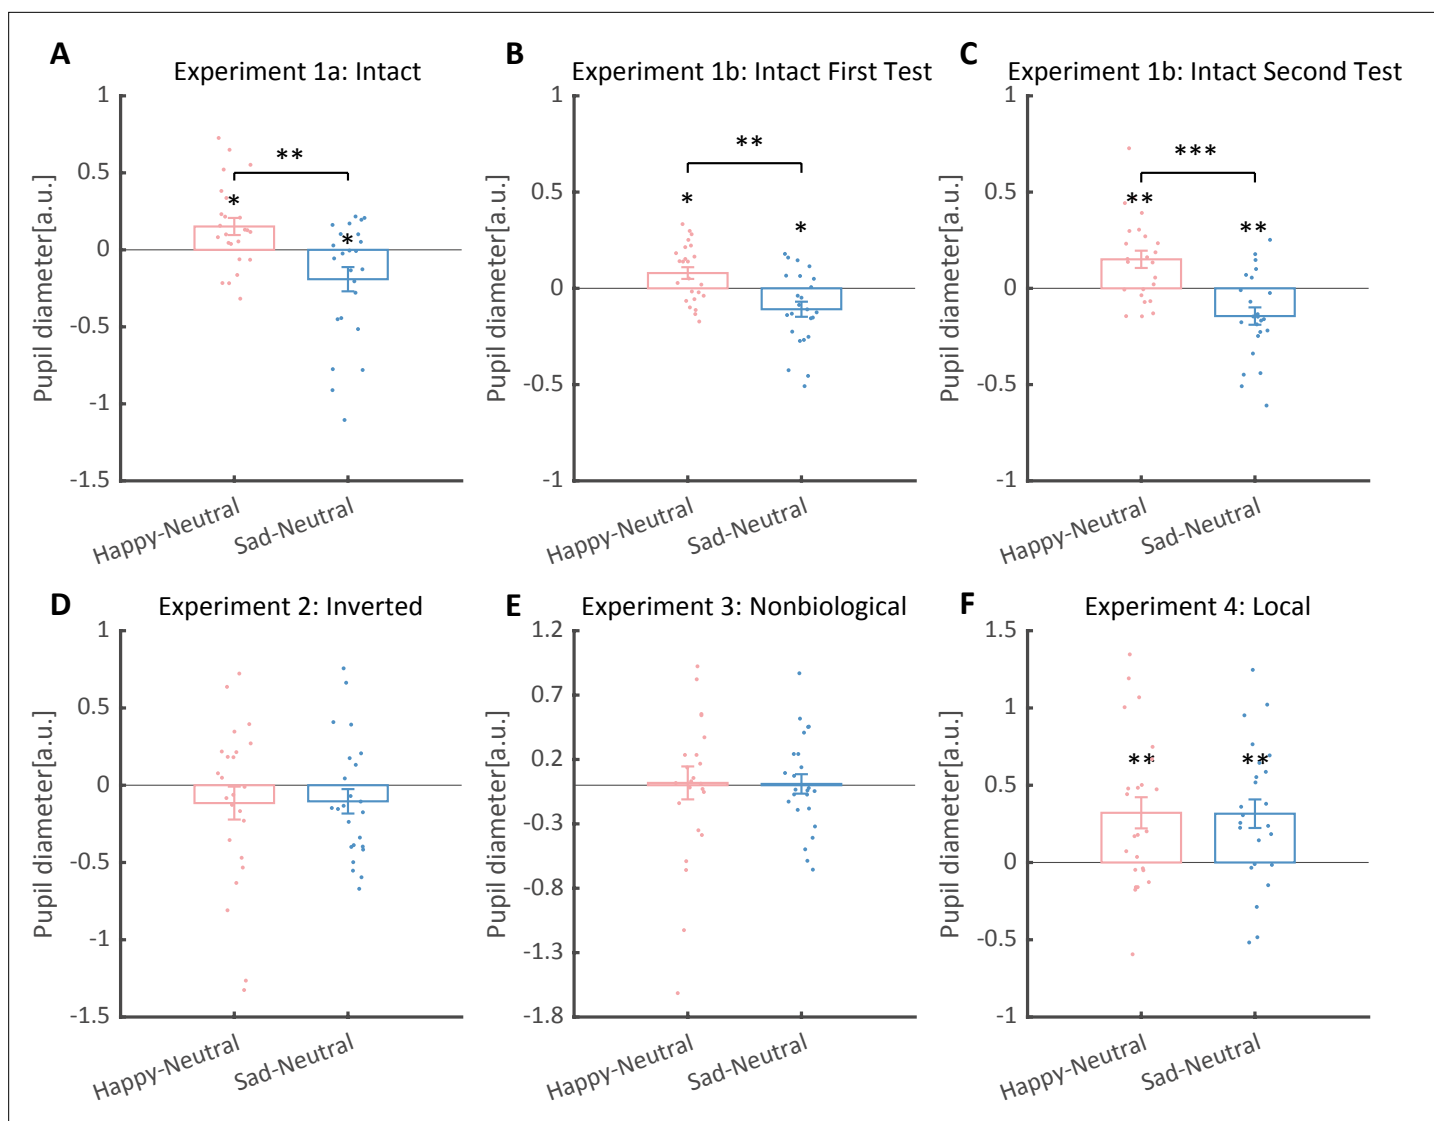 A
Experiment 1a: Intact
1
0.5
0
-0.5
-1
-1.5
Pupil diameter[a.u.]
**
*
*
Happy-Neutral
Sad-Neutral
B
Experiment 1b: Intact First Test
1
0.5
0
-0.5
-1
Pupil diameter[a.u.]
**
*
*
Happy-Neutral
Sad-Neutral
C
Experiment 1b: Intact Second Test
1
0.5
0
-0.5
-1
Pupil diameter[a.u.]
***
**
**
Happy-Neutral
Sad-Neutral
D
Experiment 2: Inverted
1
0.5
0
-0.5
-1
-1.5
Pupil diameter[a.u.]
Happy-Neutral
Sad-Neutral
E
Experiment 3: Nonbiological
1.2
0.7
0.2
-0.3
-0.8
-1.3
-1.8
Pupil diameter[a.u.]
Happy-Neutral
Sad-Neutral
F
Experiment 4: Local
1.5
1
0.5
0
-0.5
-1
Pupil diameter[a.u.]
**
**
Happy-Neutral
Sad-Neutral